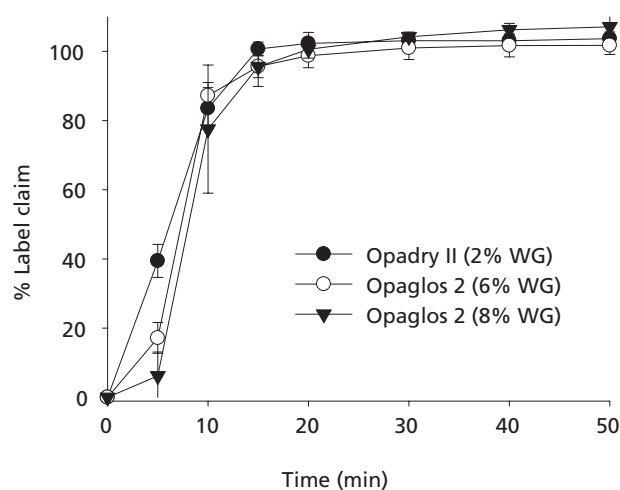 % Label claim
100
80
60
40
20
0
Opadry II (2% WG)
Opaglos 2 (6% WG)
Opaglos 2 (8% WG)
0 10 20 30 40 50
Time (min)